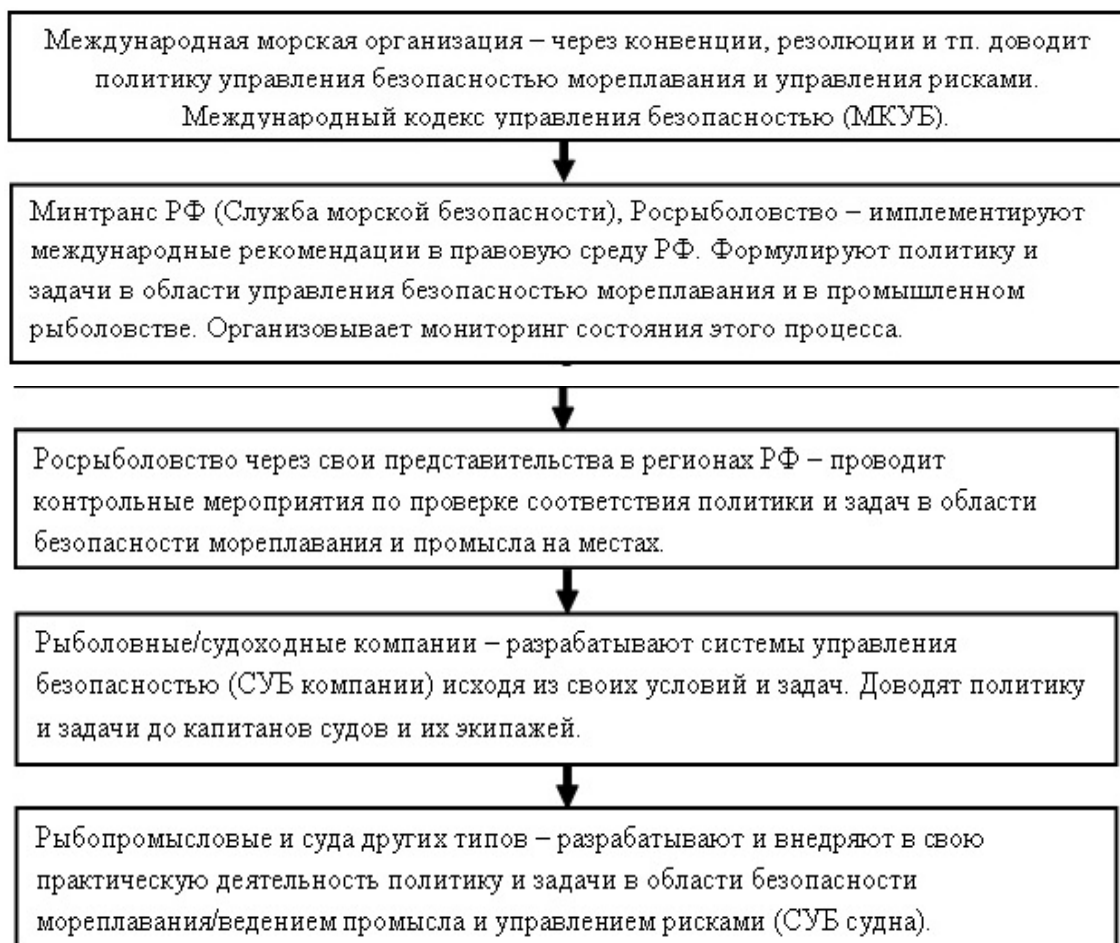 Международная морская организация – через конвенции, резолюции и тп. доводит
политику управления безопасностью мореплавания и управления рисками.
Международный кодекс управления безопасностью (МКУБ).
Минтранс РФ (Служба морской безопасности), Росрыболовство – имплементируют
международные рекомендации в правовую среду РФ. Формулируют политику и
задачи в области управления безопасностью мореплавания и в промышленном
рыболовстве. Организовывает мониторинг состояния этого процесса.
Росрыболовство через свои представительства в регионах РФ – проводит
контрольные мероприятия по проверке соответствия политики и задач в области
безопасности мореплавания и промысла на местах.
Рыболовные/судоходные компании – разрабатывают системы управления
безопасностью (СУБ компании) исходя из своих условий и задач. Доводят политику
и задачи до капитанов судов и их экипажей.
Рыбопромысловые и суда других типов – разрабатывают и внедряют в свою
практическую деятельность политику и задачи в области безопасности
мореплавания/ведением промысла и управлением рисками (СУБ судна).